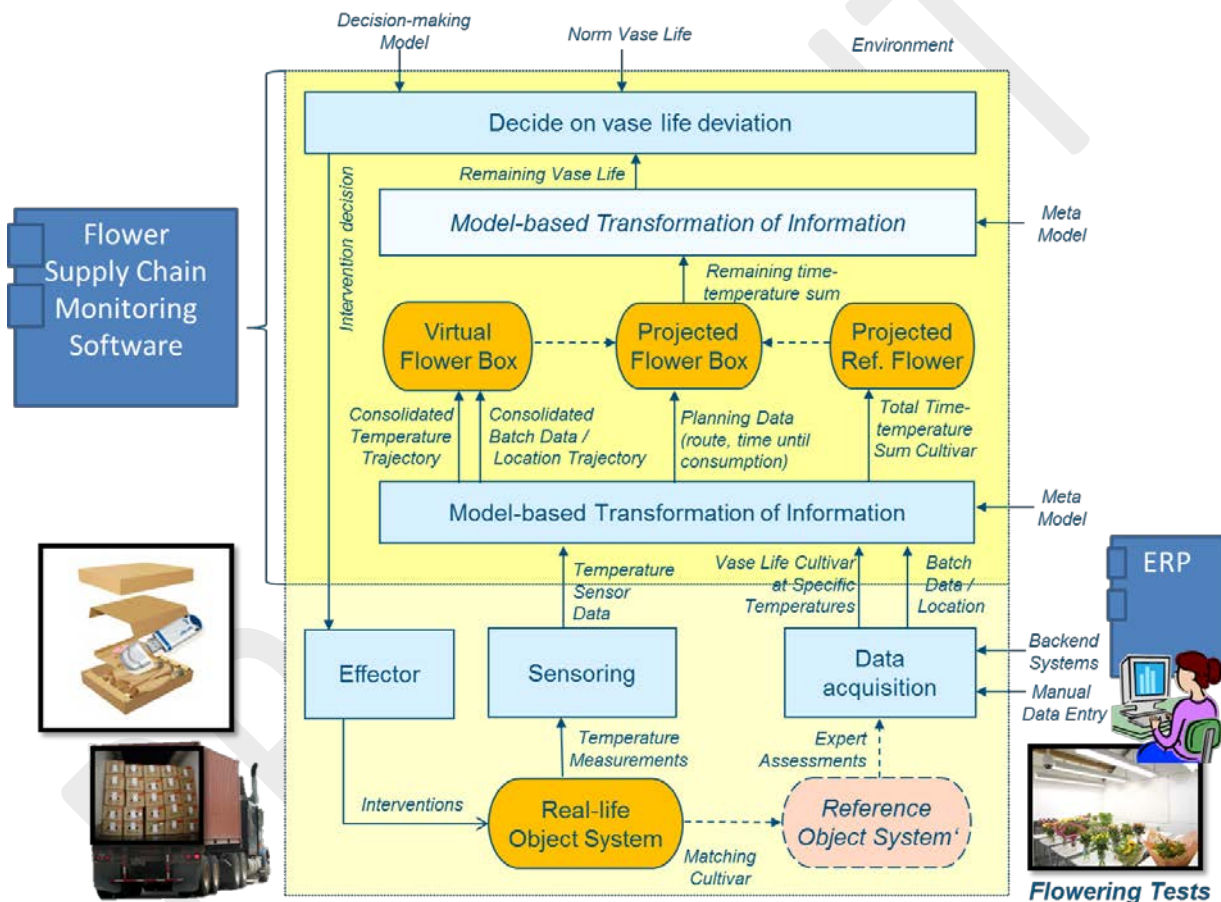 Decision-making
Model
Norm Vase Life
Environment
Decide on vase life deviation
Intervention decision
Remaining Vase Life
Model-based Transformation of Information
Meta
Model
Flower
Supply Chain
Monitoring
Software
Remaining time-
temperature sum
Virtual
Flower Box
Projected
Flower Box
Projected
Ref. Flower
Consolidated
Temperature
Trajectory
Consolidated
Batch Data /
Location Trajectory
Planning Data
(route, time until
consumption)
Total Time-
temperature
Sum Cultivar
Model-based Transformation of Information
Meta
Model
Temperature
Sensor
Data
Vase Life Cultivar
at Specific
Temperatures
Batch
Data /
Location
ERP
Effector
Sensoring
Data
acquisition
Backend
Systems
Manual
Data Entry
Temperature
Measurements
Expert
Assessments
Interventions
Real-life
Object System
Reference
Object System‘
Matching
Cultivar
Flowering Tests